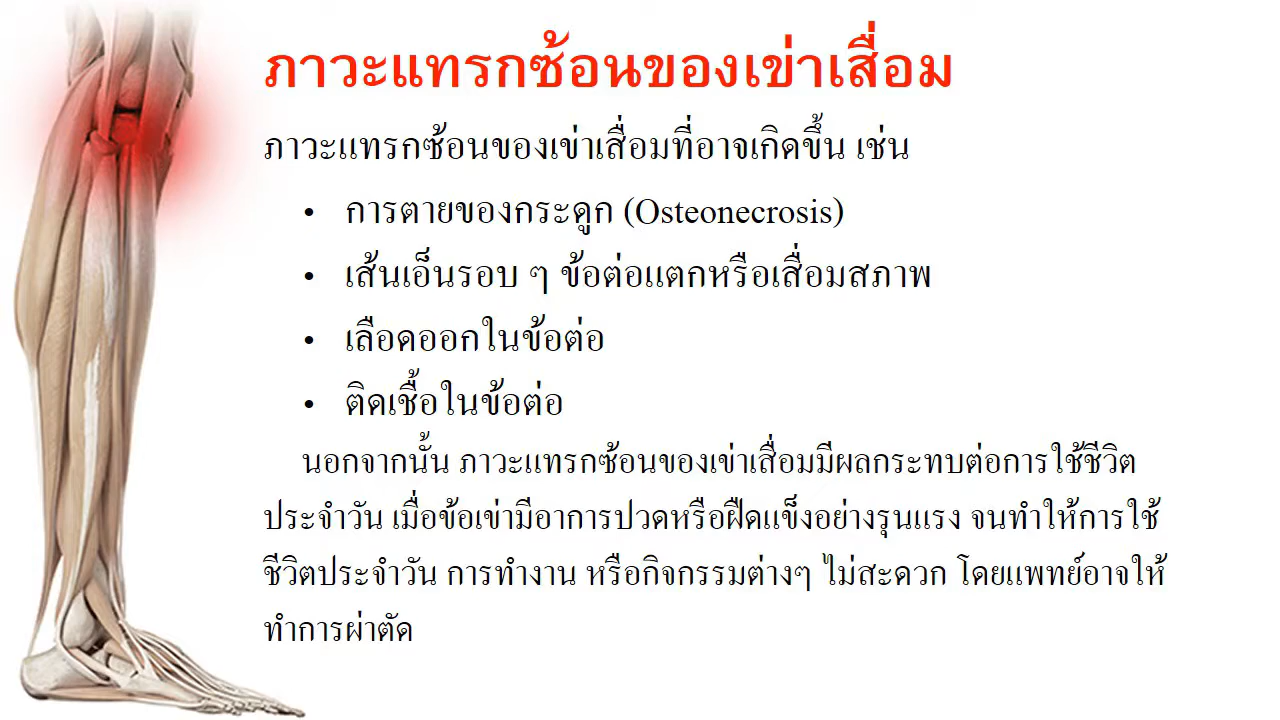 ภาวะแทรกซ้อนของเข่าเสื่อม
ภาวะแทรกซ้อนของเข่าเสื่อมที่อาจเกิดขึ้น เช่น
• การตายของกระดูก (Osteonecrosis)
• เส้นเอ็นรอบ ๆ ข้อต่อแตกหรือเสื่อมสภาพ
• เลือดออกในข้อต่อ
• ติดเชื้อในข้อต่อ
นอกจากนั้น ภาวะแทรกซ้อนของเข่าเสื่อมมีผลกระทบต่อการใช้ชีวิต
ประจำวัน เมื่อข้อเข่ามีอาการปวดหรือฝืดแข็งอย่างรุนแรง จนทำให้การใช้
ชีวิตประจำวัน การทำงาน หรือกิจกรรมต่างๆ ไม่สะดวก โดยแพทย์อาจให้
ทำการผ่าตัด